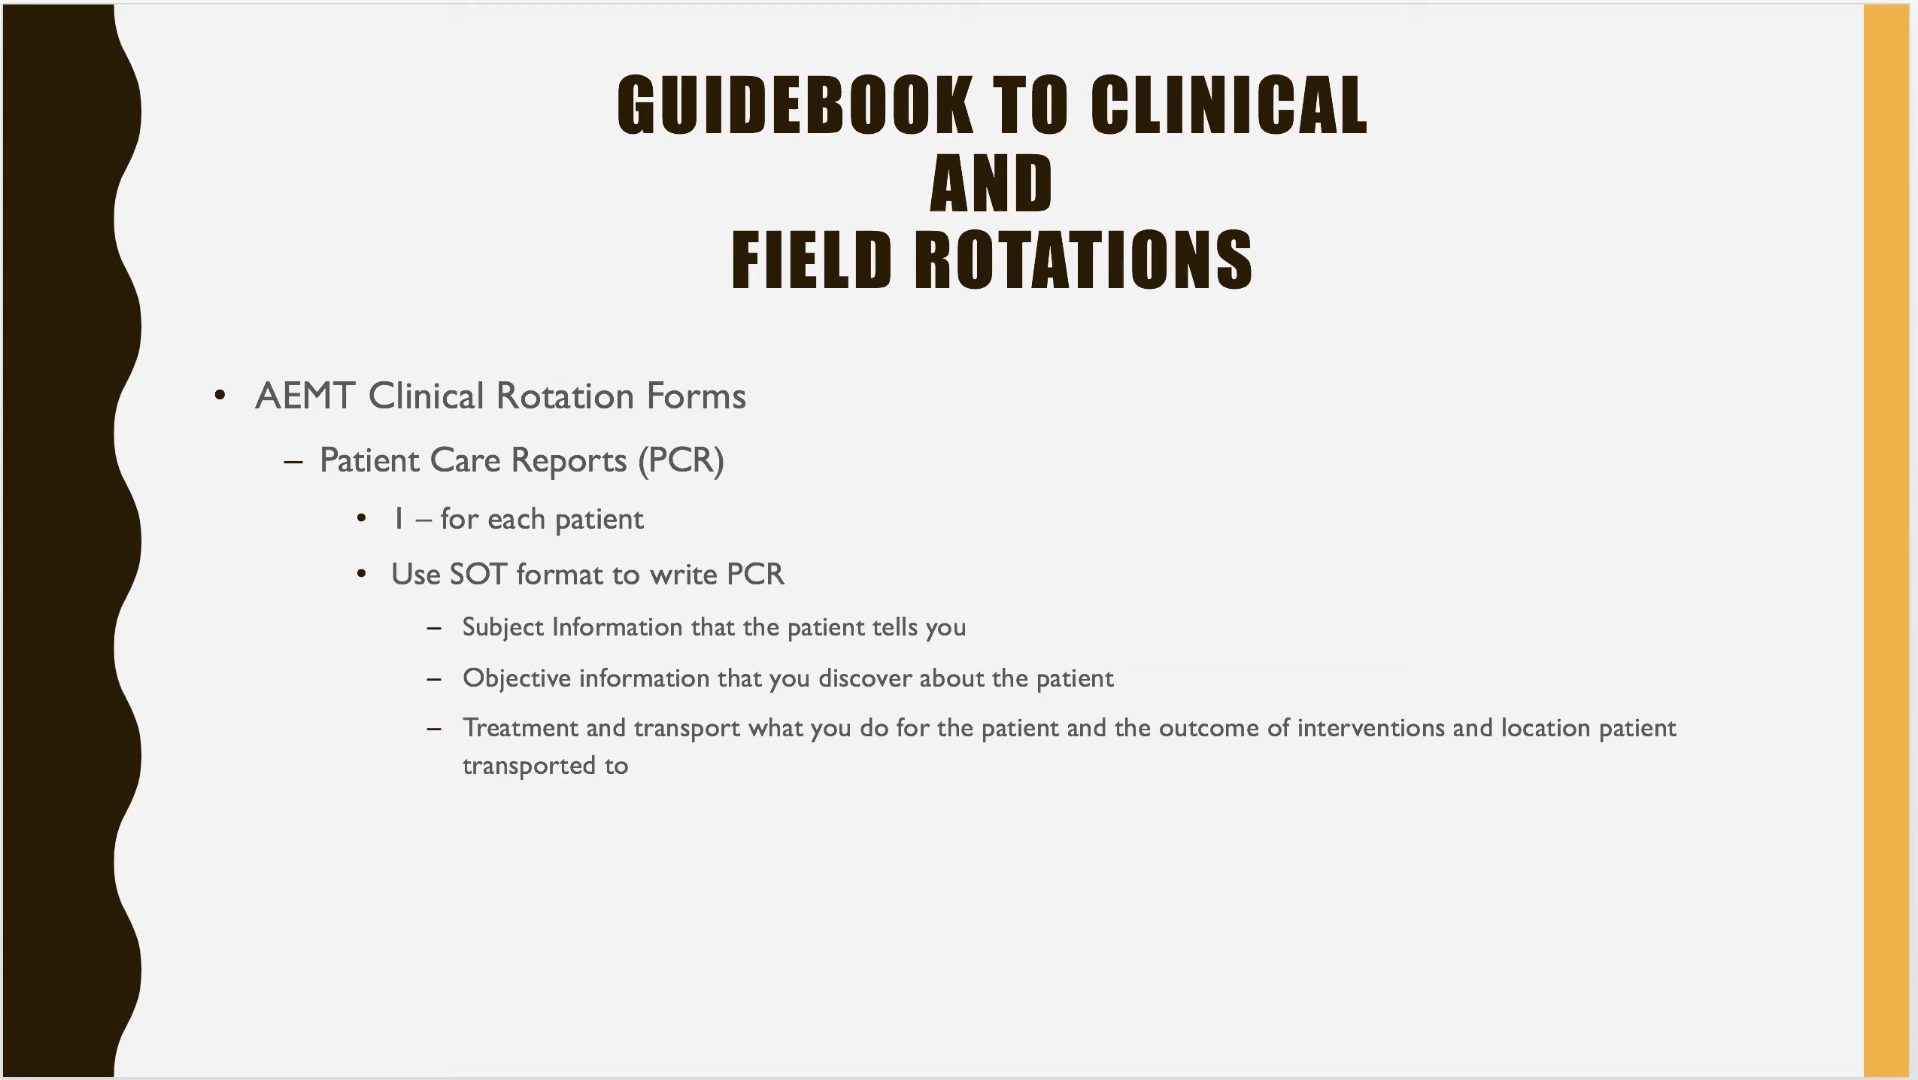 GUIDEBOOK TO CLINICAL
AND
FIELD ROTATIONS
• AEMT Clinical Rotation Forms
– Patient Care Reports (PCR)
• 1 – for each patient
• Use SOT format to write PCR
– Subject Information that the patient tells you
– Objective information that you discover about the patient
– Treatment and transport what you do for the patient and the outcome of interventions and location patient
transported to